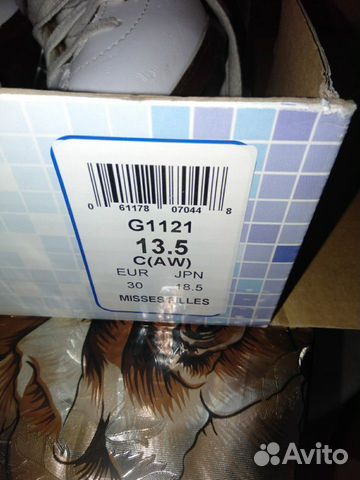 0 61178 07044 8
G1121
13.5
C(AW)
EUR JPN
30 18.5
MISSES FILLES
Avito